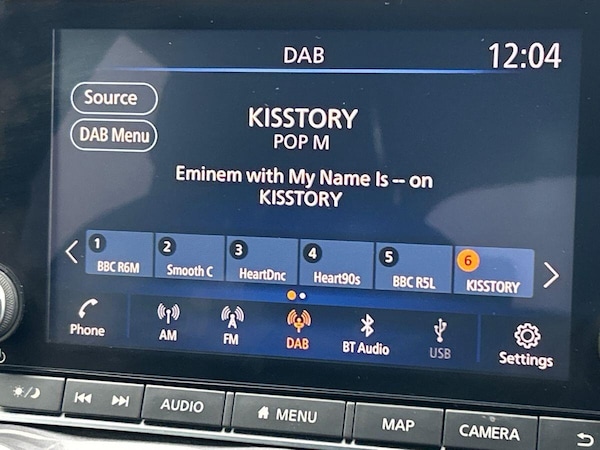 DAB
12:04
Source
KISSTORY
DAB Menu
POP M
Eminem with My Name Is -- on
KISSTORY
1
2
3
4
5
6
BBC R6M
Smooth C
HeartDnc
Heart90s
BBC R5L
KISSTORY
Phone
AM
FM
DAB
BT Audio
USB
Settings
AUDIO
MENU
MAP
CAMERA